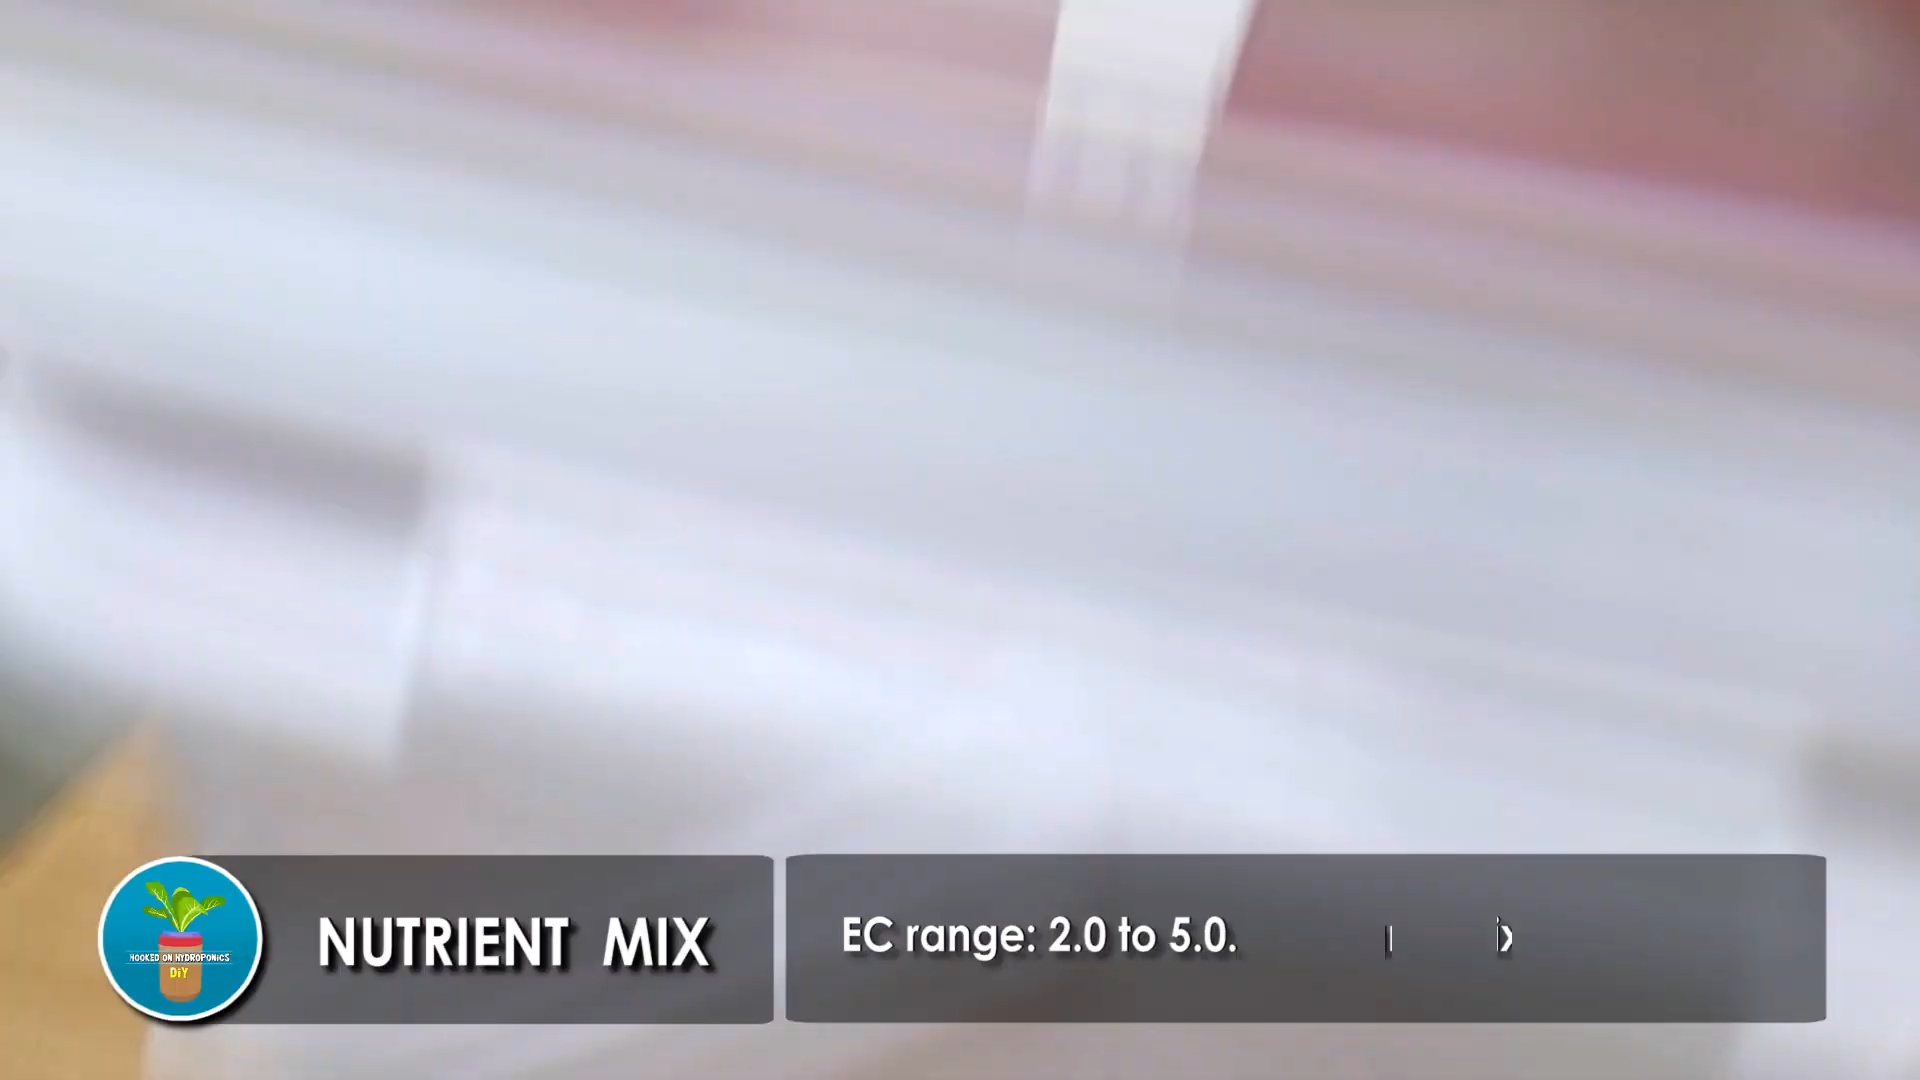 HOOKED ON HYDROPONICS
DiY
NUTRIENT MIX
EC range: 2.0 to 5.0.